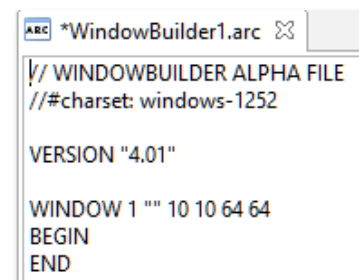 ARC *WindowBuilder1.arc
// WINDOWBUILDER ALPHA FILE
//#charset: windows-1252
VERSION "4.01"
WINDOW 1 "" 10 10 64 64
BEGIN
END